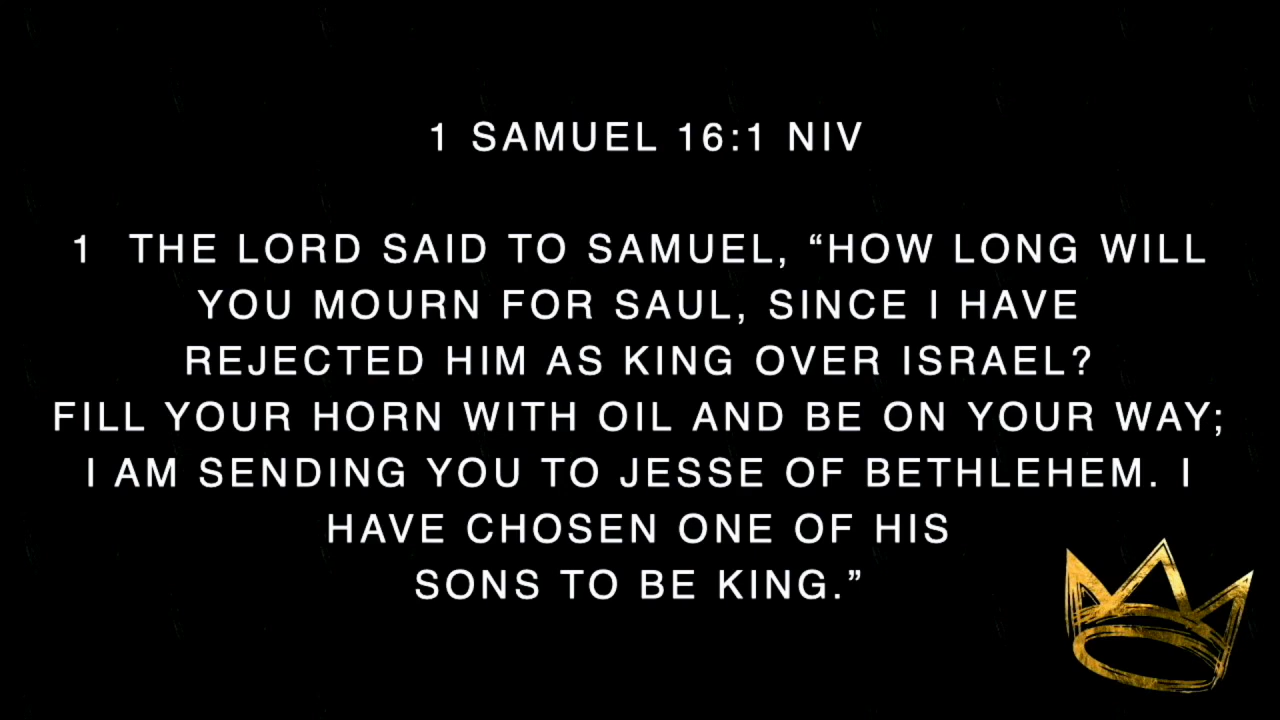 1 SAMUEL 16:1 NIV
1 THE LORD SAID TO SAMUEL, “HOW LONG WILL
YOU MOURN FOR SAUL, SINCE I HAVE
REJECTED HIM AS KING OVER ISRAEL?
FILL YOUR HORN WITH OIL AND BE ON YOUR WAY;
I AM SENDING YOU TO JESSE OF BETHLEHEM. I
HAVE CHOSEN ONE OF HIS
SONS TO BE KING.”